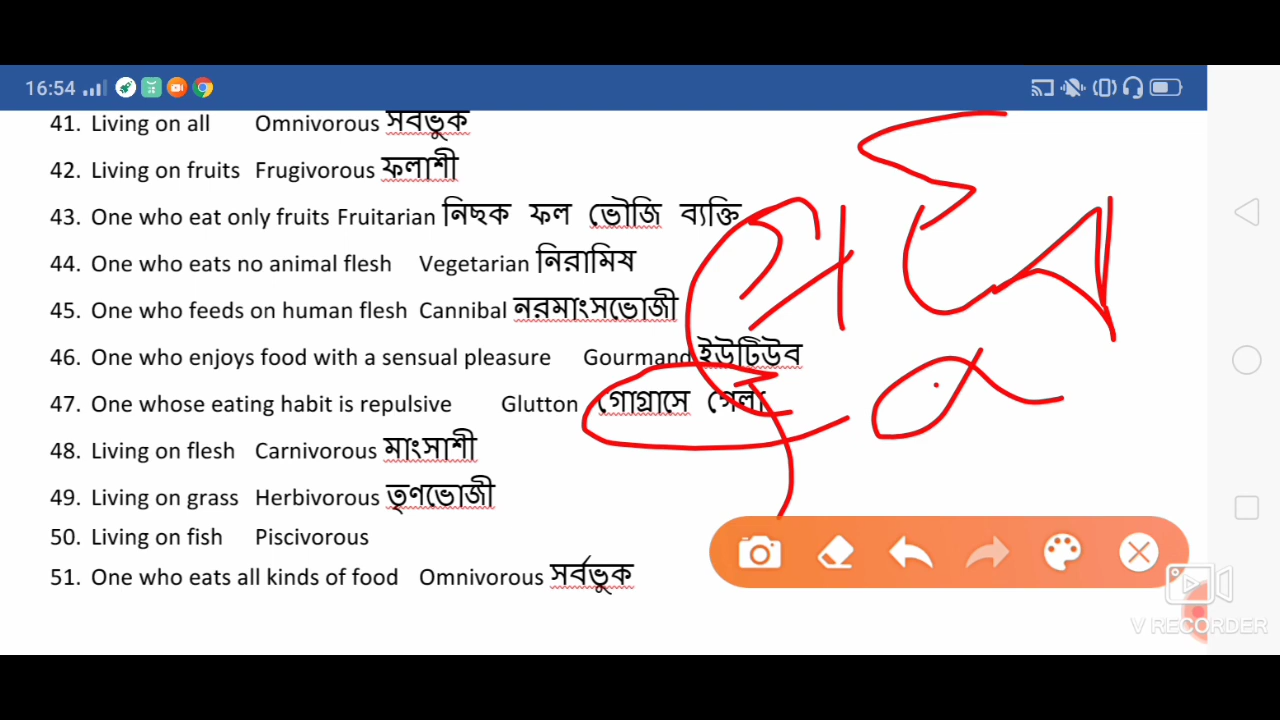 16:54
41. Living on all Omnivorous সর্বভুক
42. Living on fruits Frugivorous ফলাশী
43. One who eat only fruits Fruitarian নিছক ফল ভৌজি ব্যক্তি
44. One who eats no animal flesh Vegetarian নিরামিষ
45. One who feeds on human flesh Cannibal নরমাংসভোজী
46. One who enjoys food with a sensual pleasure Gourmand ইউটিউব
47. One whose eating habit is repulsive Glutton গোগ্রাসে গেলা
48. Living on flesh Carnivorous মাংসাশী
49. Living on grass Herbivorous তৃণভোজী
50. Living on fish Piscivorous
51. One who eats all kinds of food Omnivorous সর্বভুক
V RECORDER